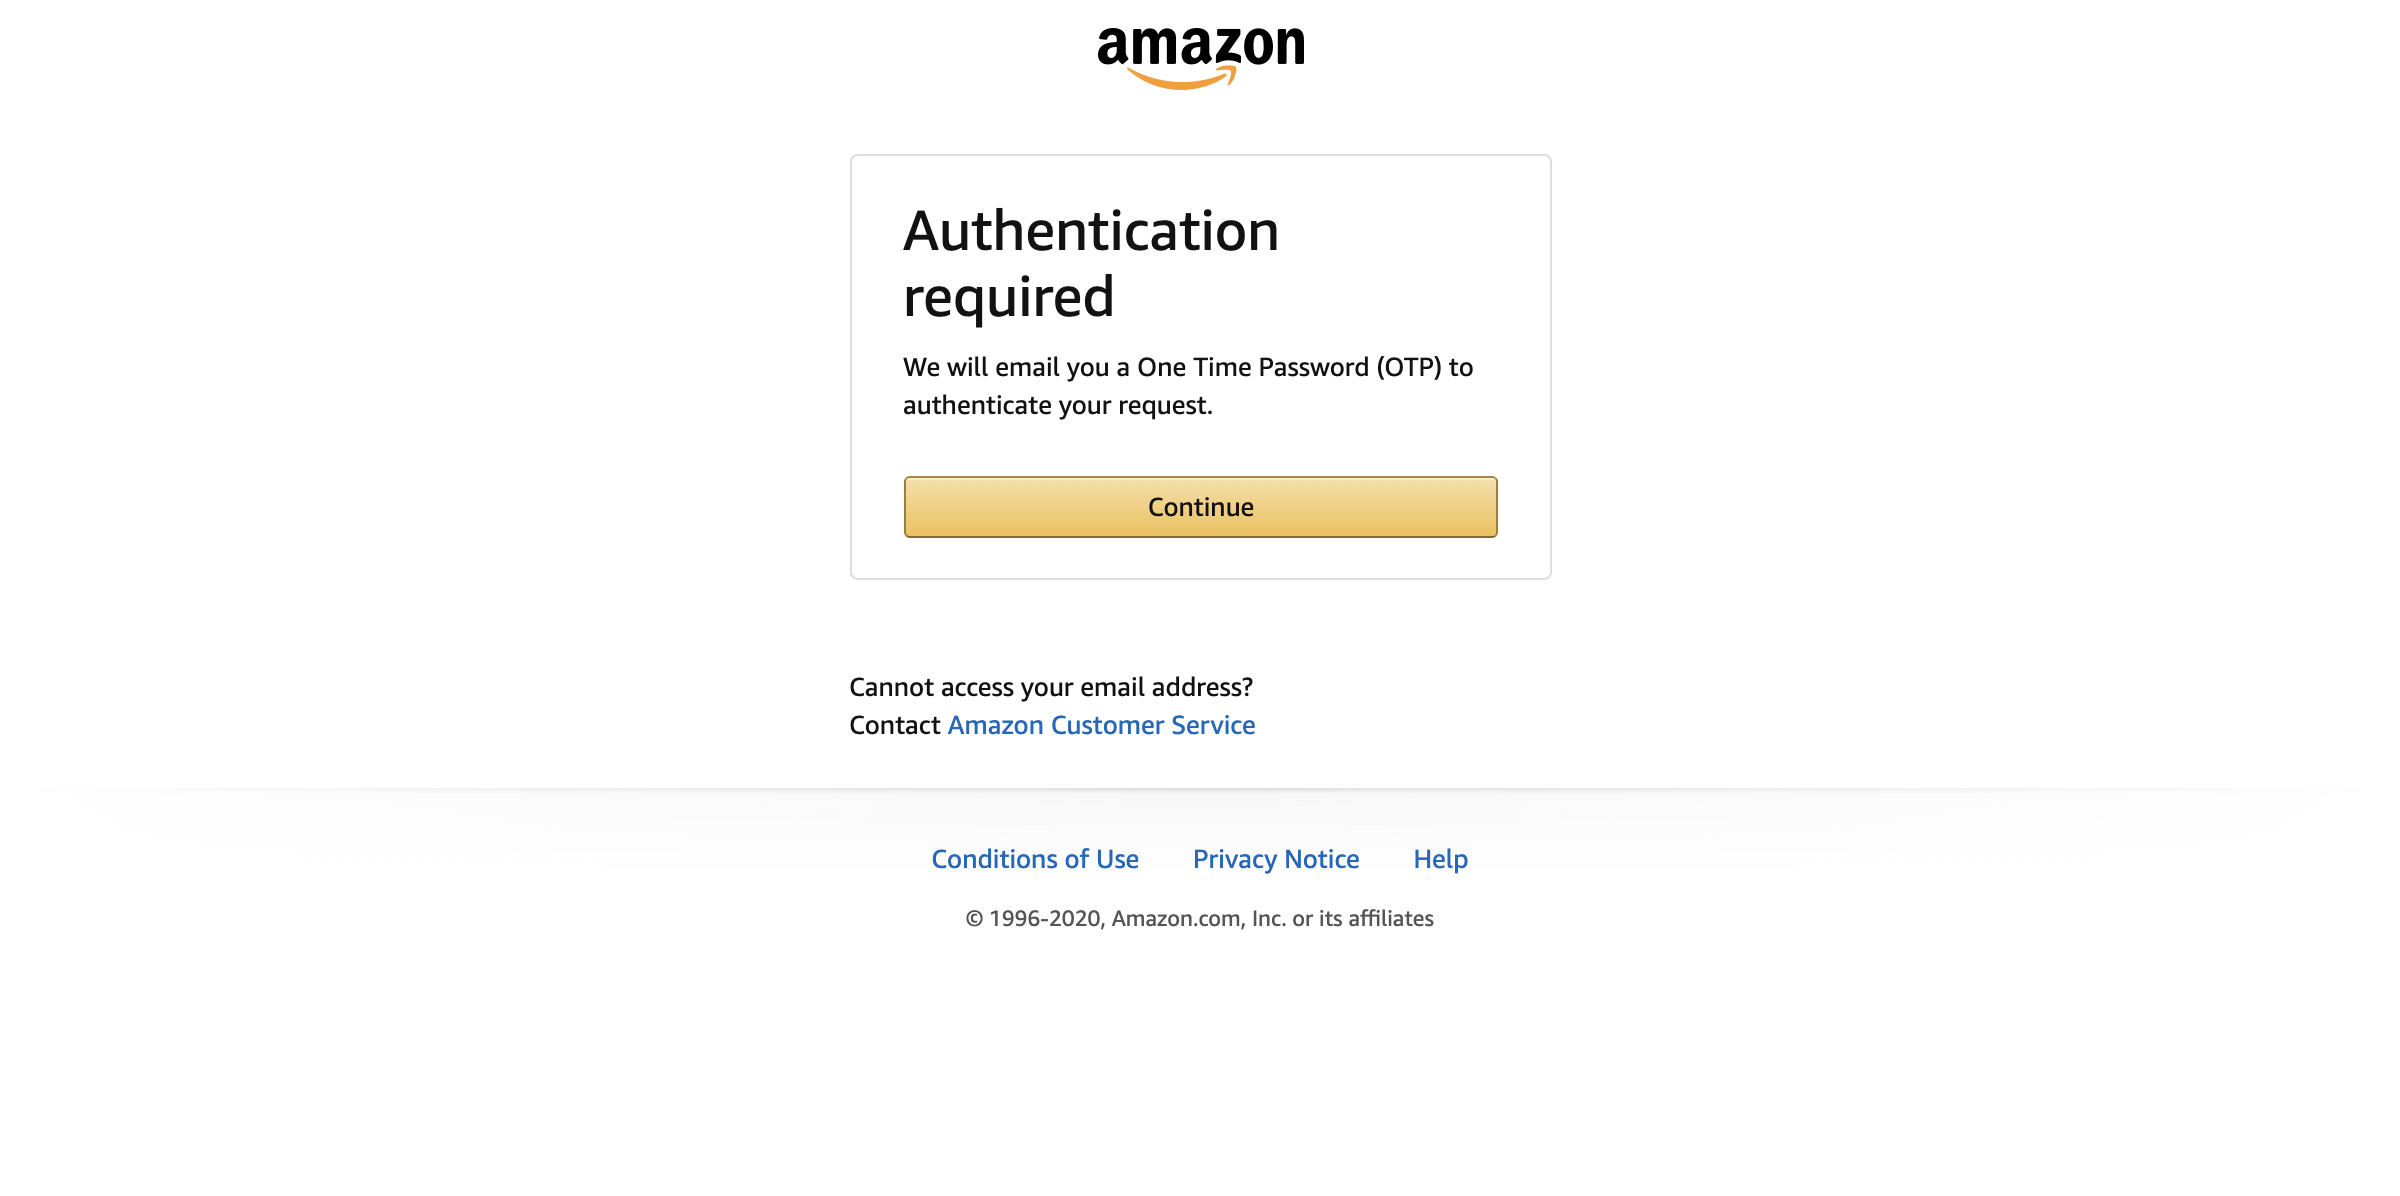 amazon
Authentication
required
We will email you a One Time Password (OTP) to
authenticate your request.
Continue
Cannot access your email address?
Contact Amazon Customer Service
Conditions of Use Privacy Notice Help
© 1996-2020, Amazon.com, Inc. or its affiliates